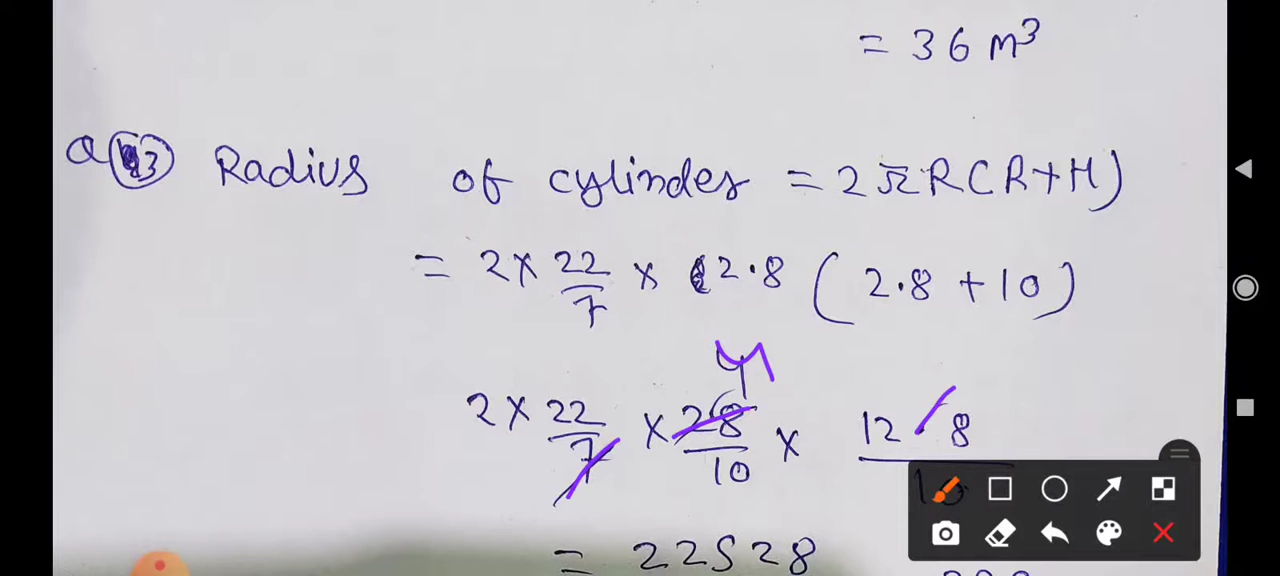 = 36 m³
Q 3 Radius of cylinder = 2πR(R+H)
= 2 × 22/7 × 2.8 (2.8 + 10)
2 × 22/7 × 28/10 × 12.8/10
4
= 22528